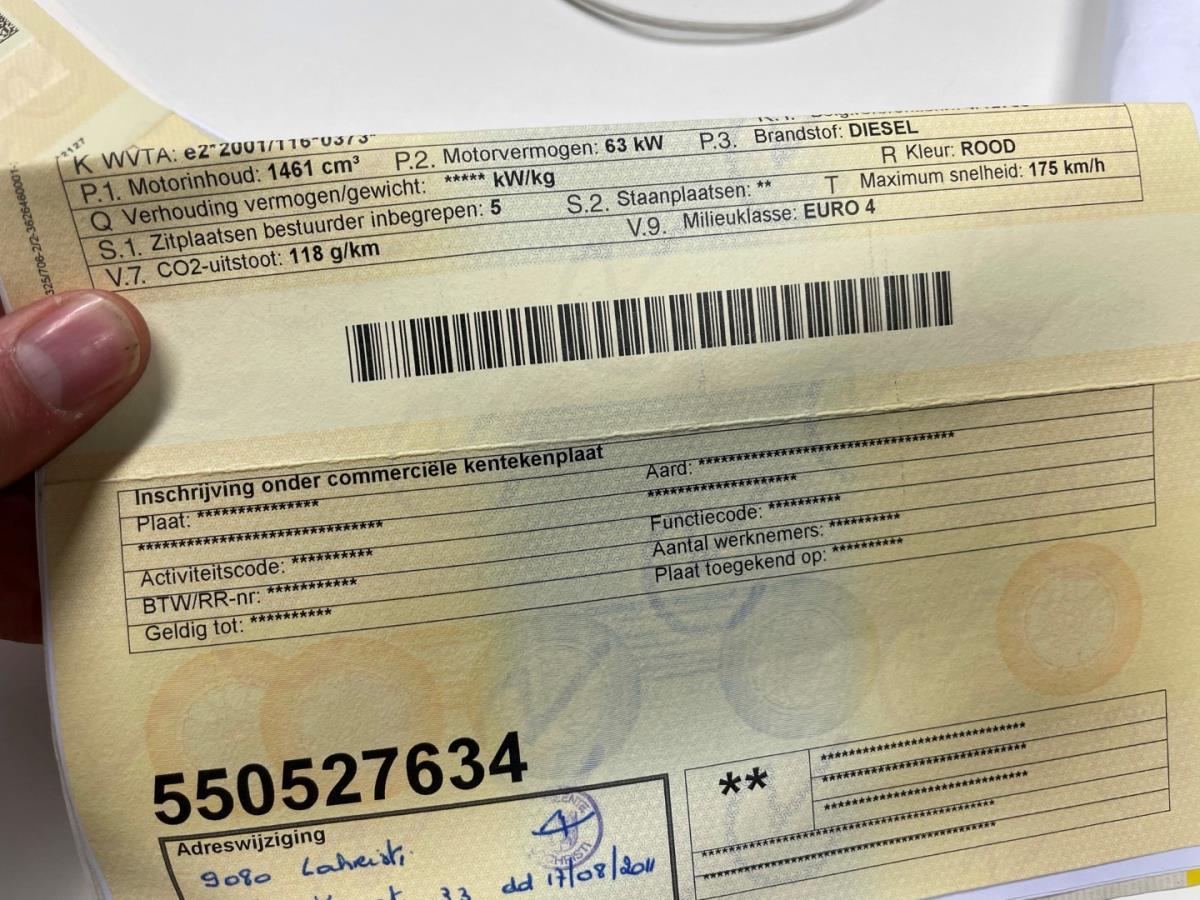 K WVTA: e2*2001/116*0373*
P.1. Motorinhoud: 1461 cm³ P.2. Motorvermogen: 63 kW P.3. Brandstof: DIESEL
Q Verhouding vermogen/gewicht: ***** kW/kg R Kleur: ROOD
S.1. Zitplaatsen bestuurder inbegrepen: 5 S.2. Staanplaatsen: ** T Maximum snelheid: 175 km/h
V.7. CO2-uitstoot: 118 g/km V.9. Milieuklasse: EURO 4
Inschrijving onder commerciële kentekenplaat
Plaat: *************** Aard: ********************************
****************************** ******************
Activiteitscode: ********** Functiecode: **********
BTW/RR-nr: ********** Aantal werknemers: **********
Geldig tot: ********** Plaat toegekend op: **********
550527634
**
Adreswijziging
9080 Lochristi
33 dd 17/08/2011